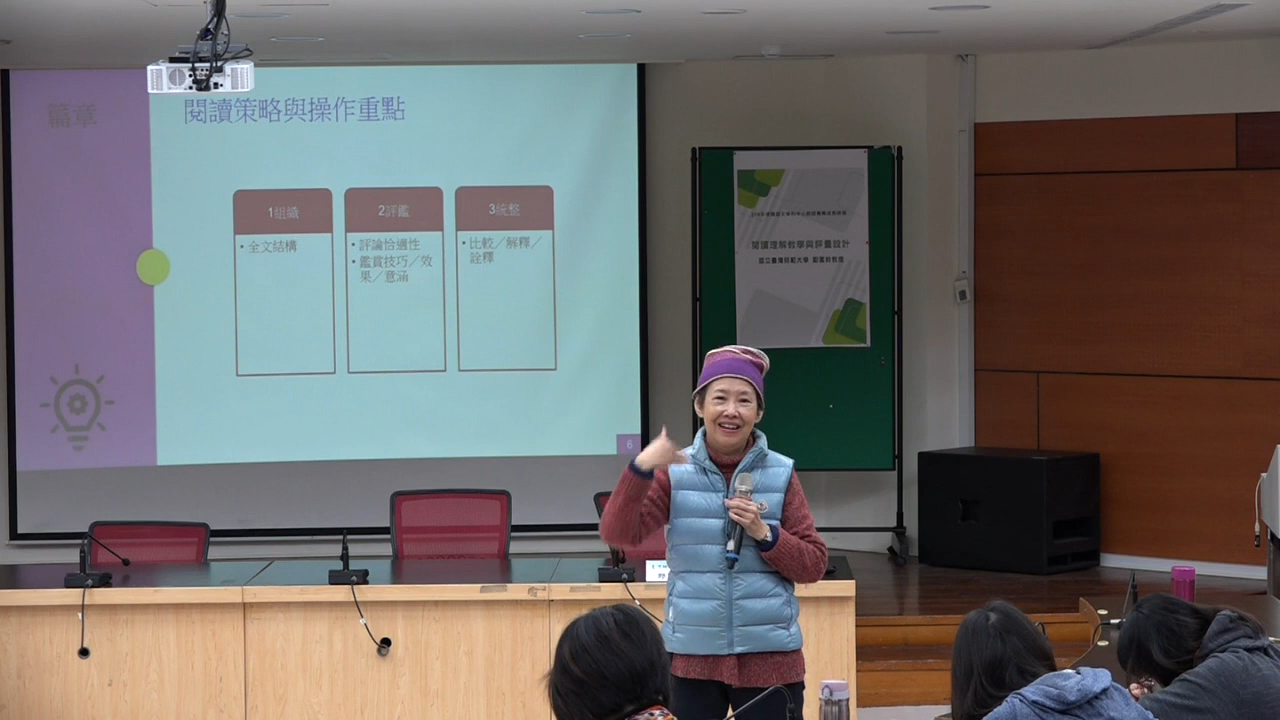 篇章
閱讀策略與操作重點
1組織
• 全文結構
2評鑑
• 評論恰適性
• 鑑賞技巧／效
果／意涵
3統整
• 比較／解釋／
詮釋
6
閱讀理解教學與評量設計
國立臺灣師範大學